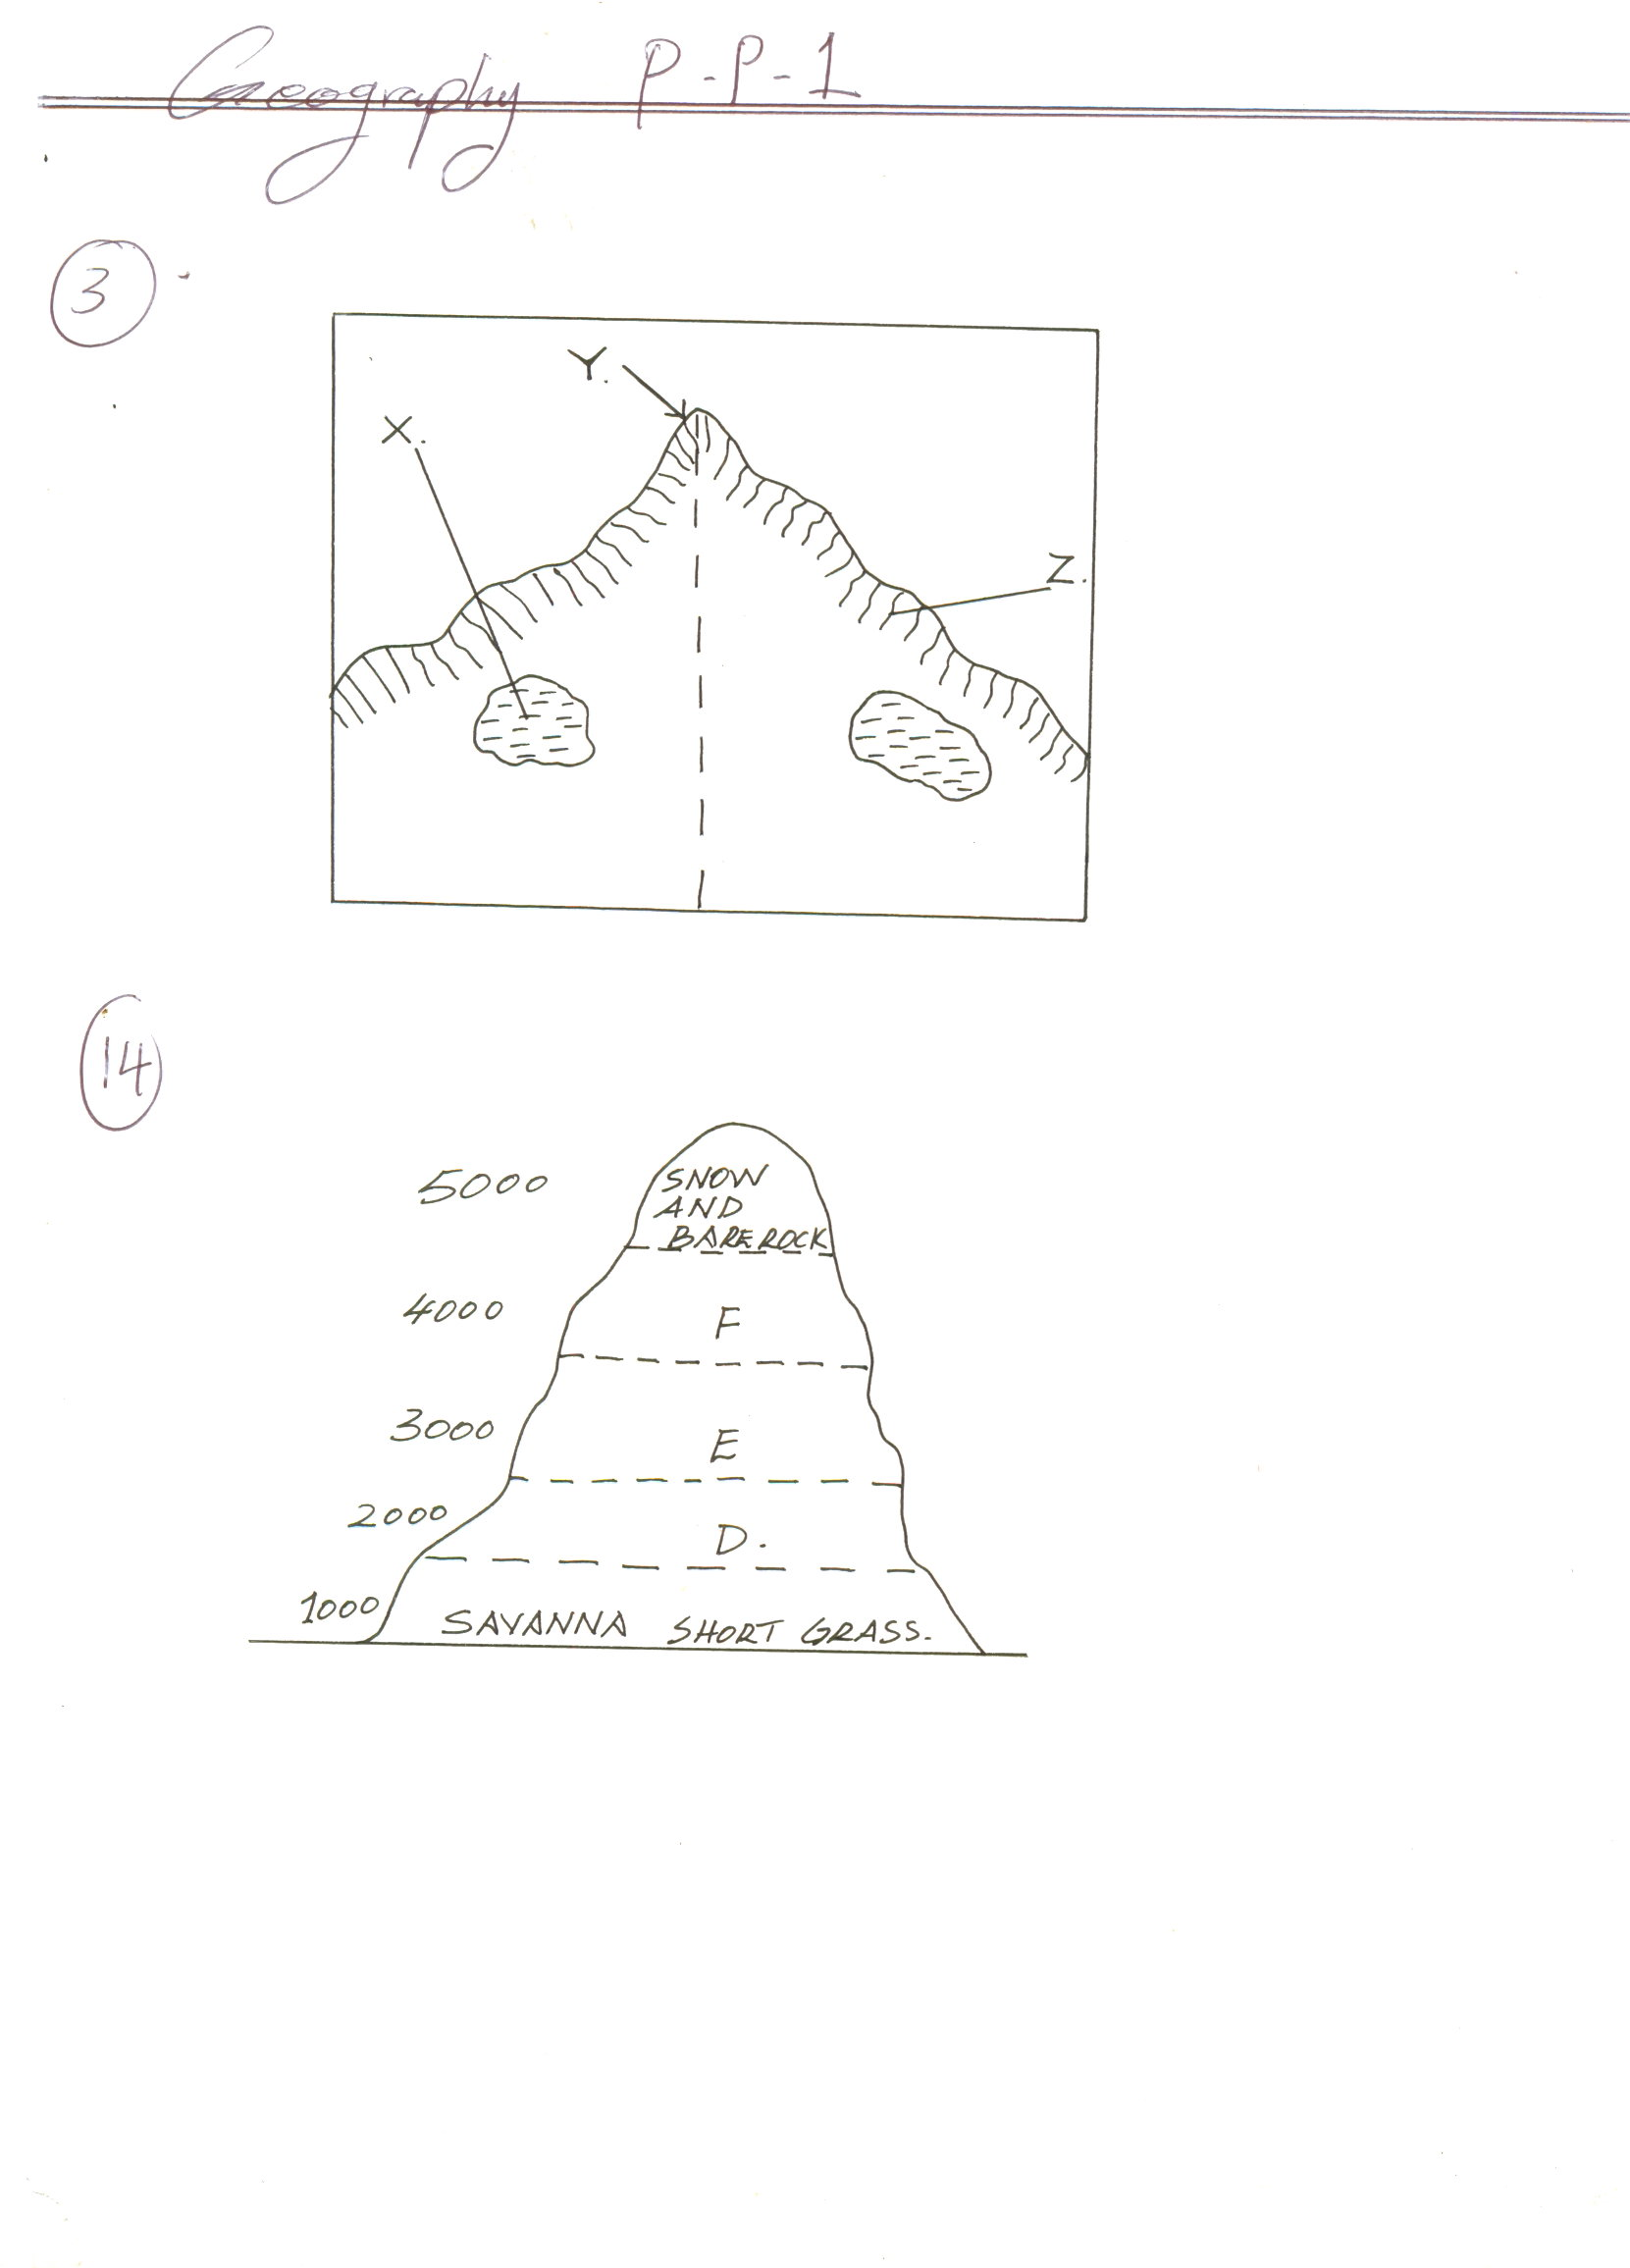 Geography P-P-1
3
Y.
X.
Z.
14
5000 SNOW
AND
BARE ROCK
4000 F
3000 E
2000 D.
1000 SAVANNA SHORT GRASS.